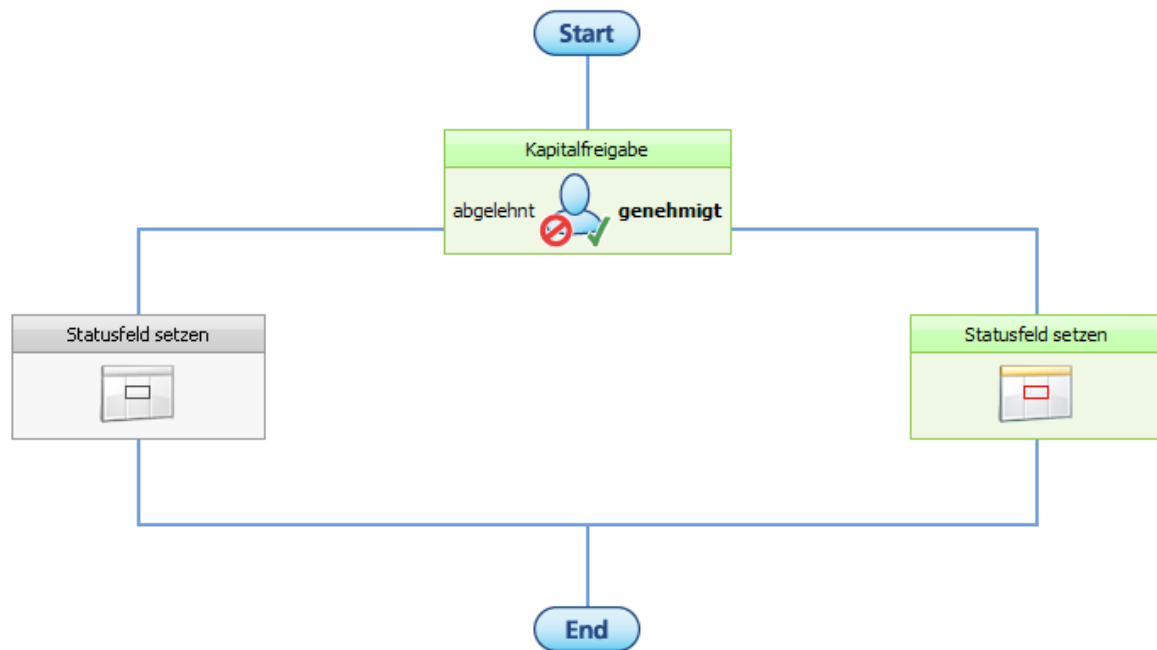 Start
Kapitalfreigabe
abgelehnt genehmigt
Statusfeld setzen
Statusfeld setzen
End